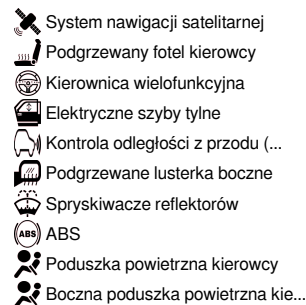 System nawigacji satelitarnej
Podgrzewany fotel kierowcy
Kierownica wielofunkcyjna
Elektryczne szyby tylne
Kontrola odległości z przodu (...
Podgrzewane lusterka boczne
Spryskiwacze reflektorów
ABS ABS
Poduszka powietrzna kierowcy
Boczna poduszka powietrzna kie...